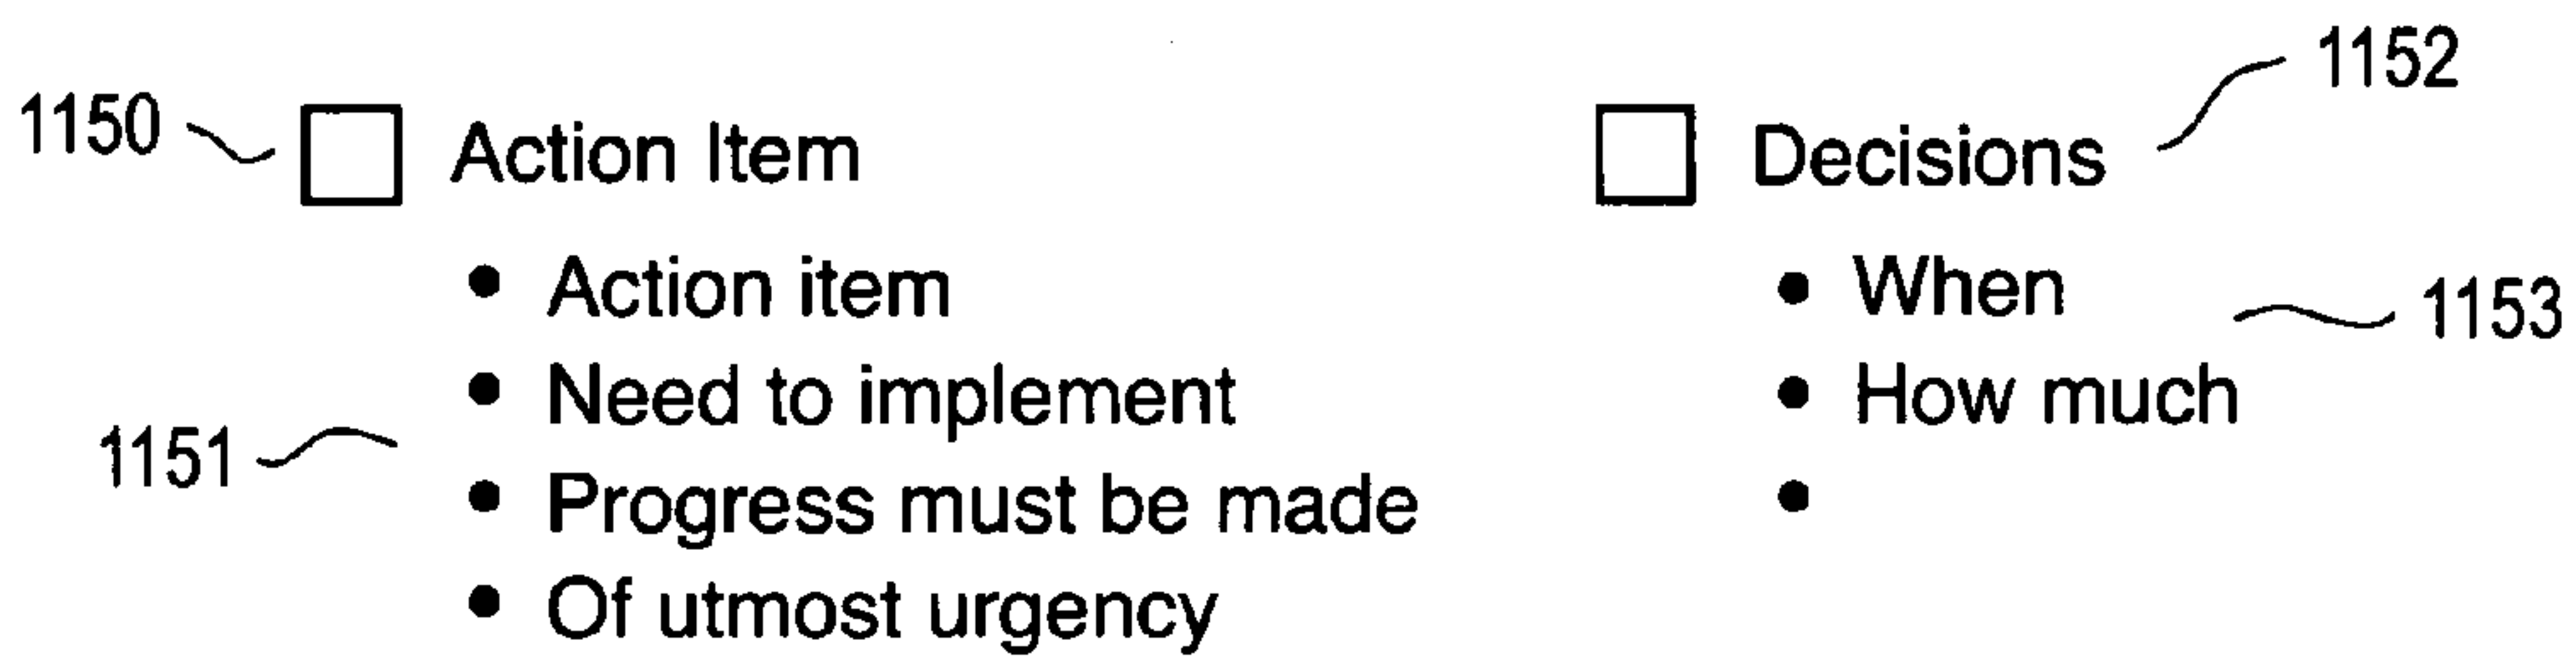 1150 Action Item
• Action item
• Need to implement
1151
• Progress must be made
• Of utmost urgency
Decisions 1152
• When
1153
• How much
•